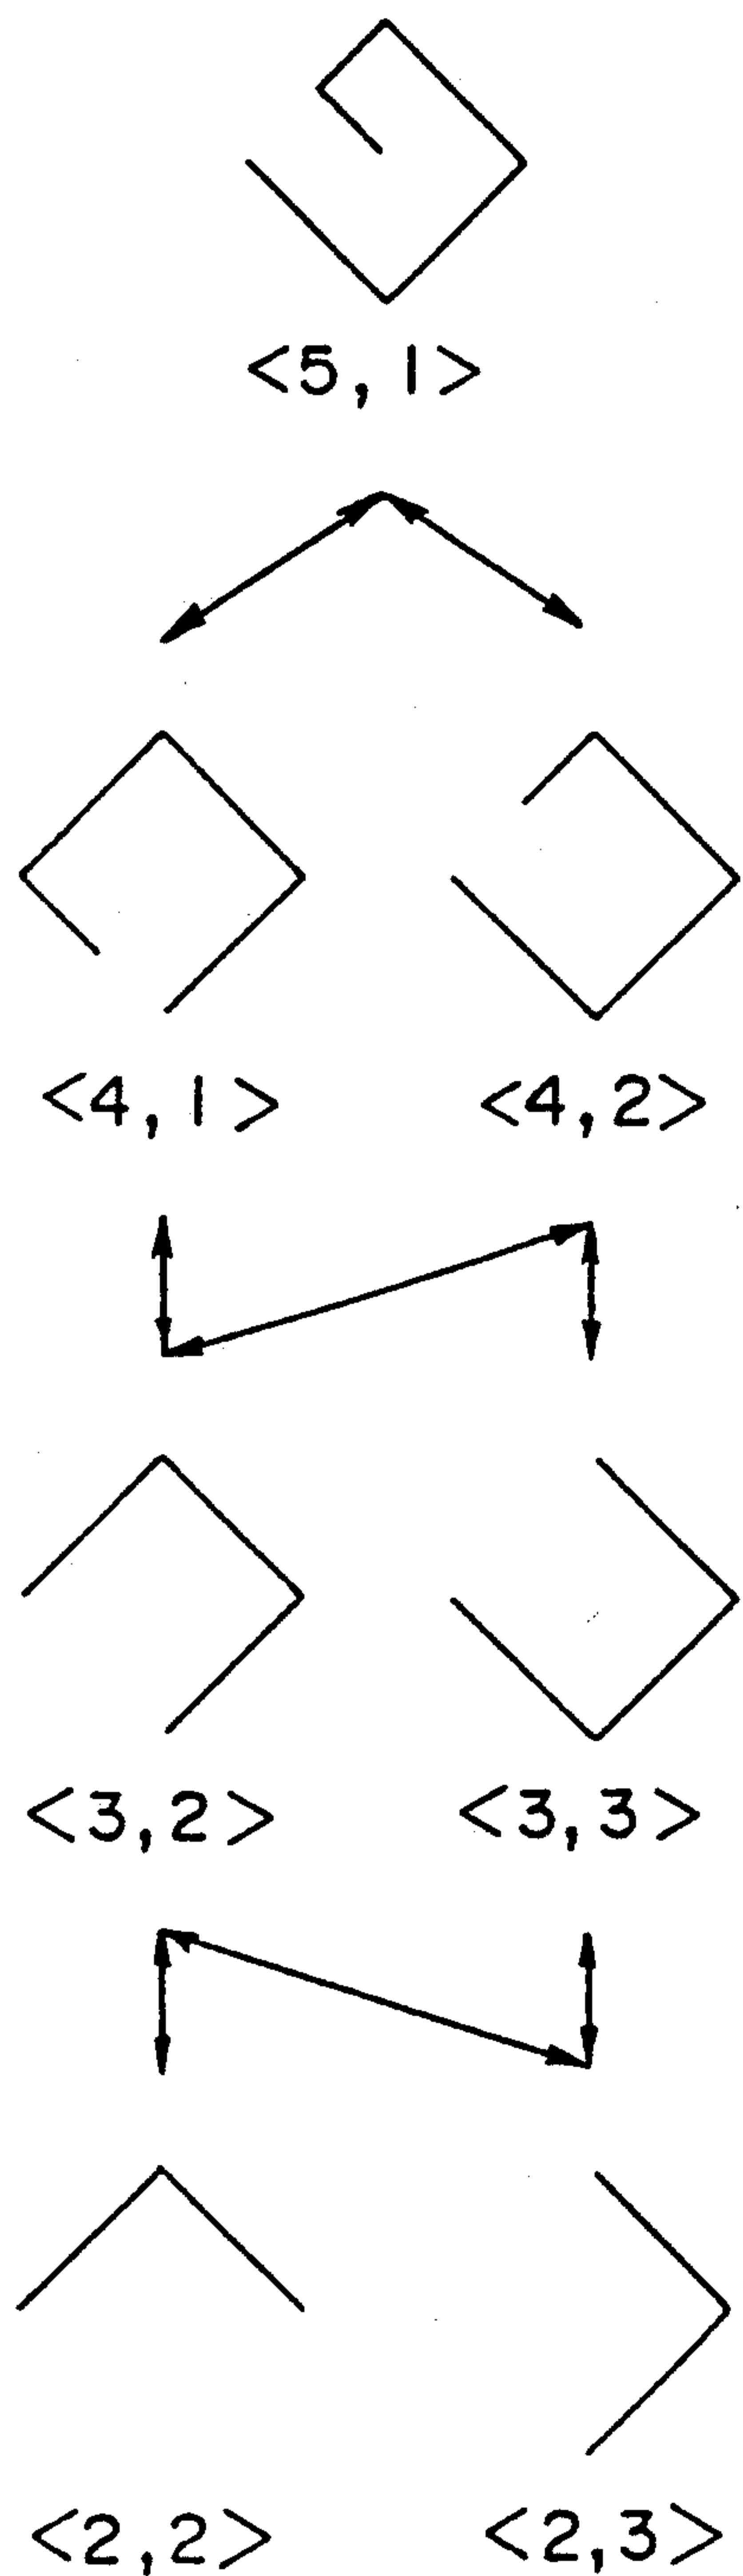 <5, 1>
<4, 1> <4,2>
<3,2> <3,3>
<2,2> <2,3>